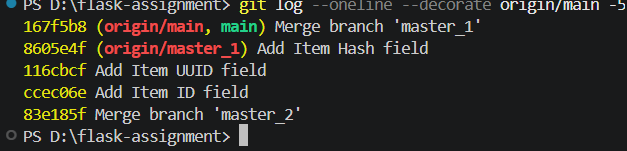 PS D:\flask-assignment> git log --oneline --decorate origin/main -5
167f5b8 (origin/main, main) Merge branch 'master_1'
8605e4f (origin/master_1) Add Item Hash field
116cbcf Add Item UUID field
ccec06e Add Item ID field
83e185f Merge branch 'master_2'
PS D:\flask-assignment>